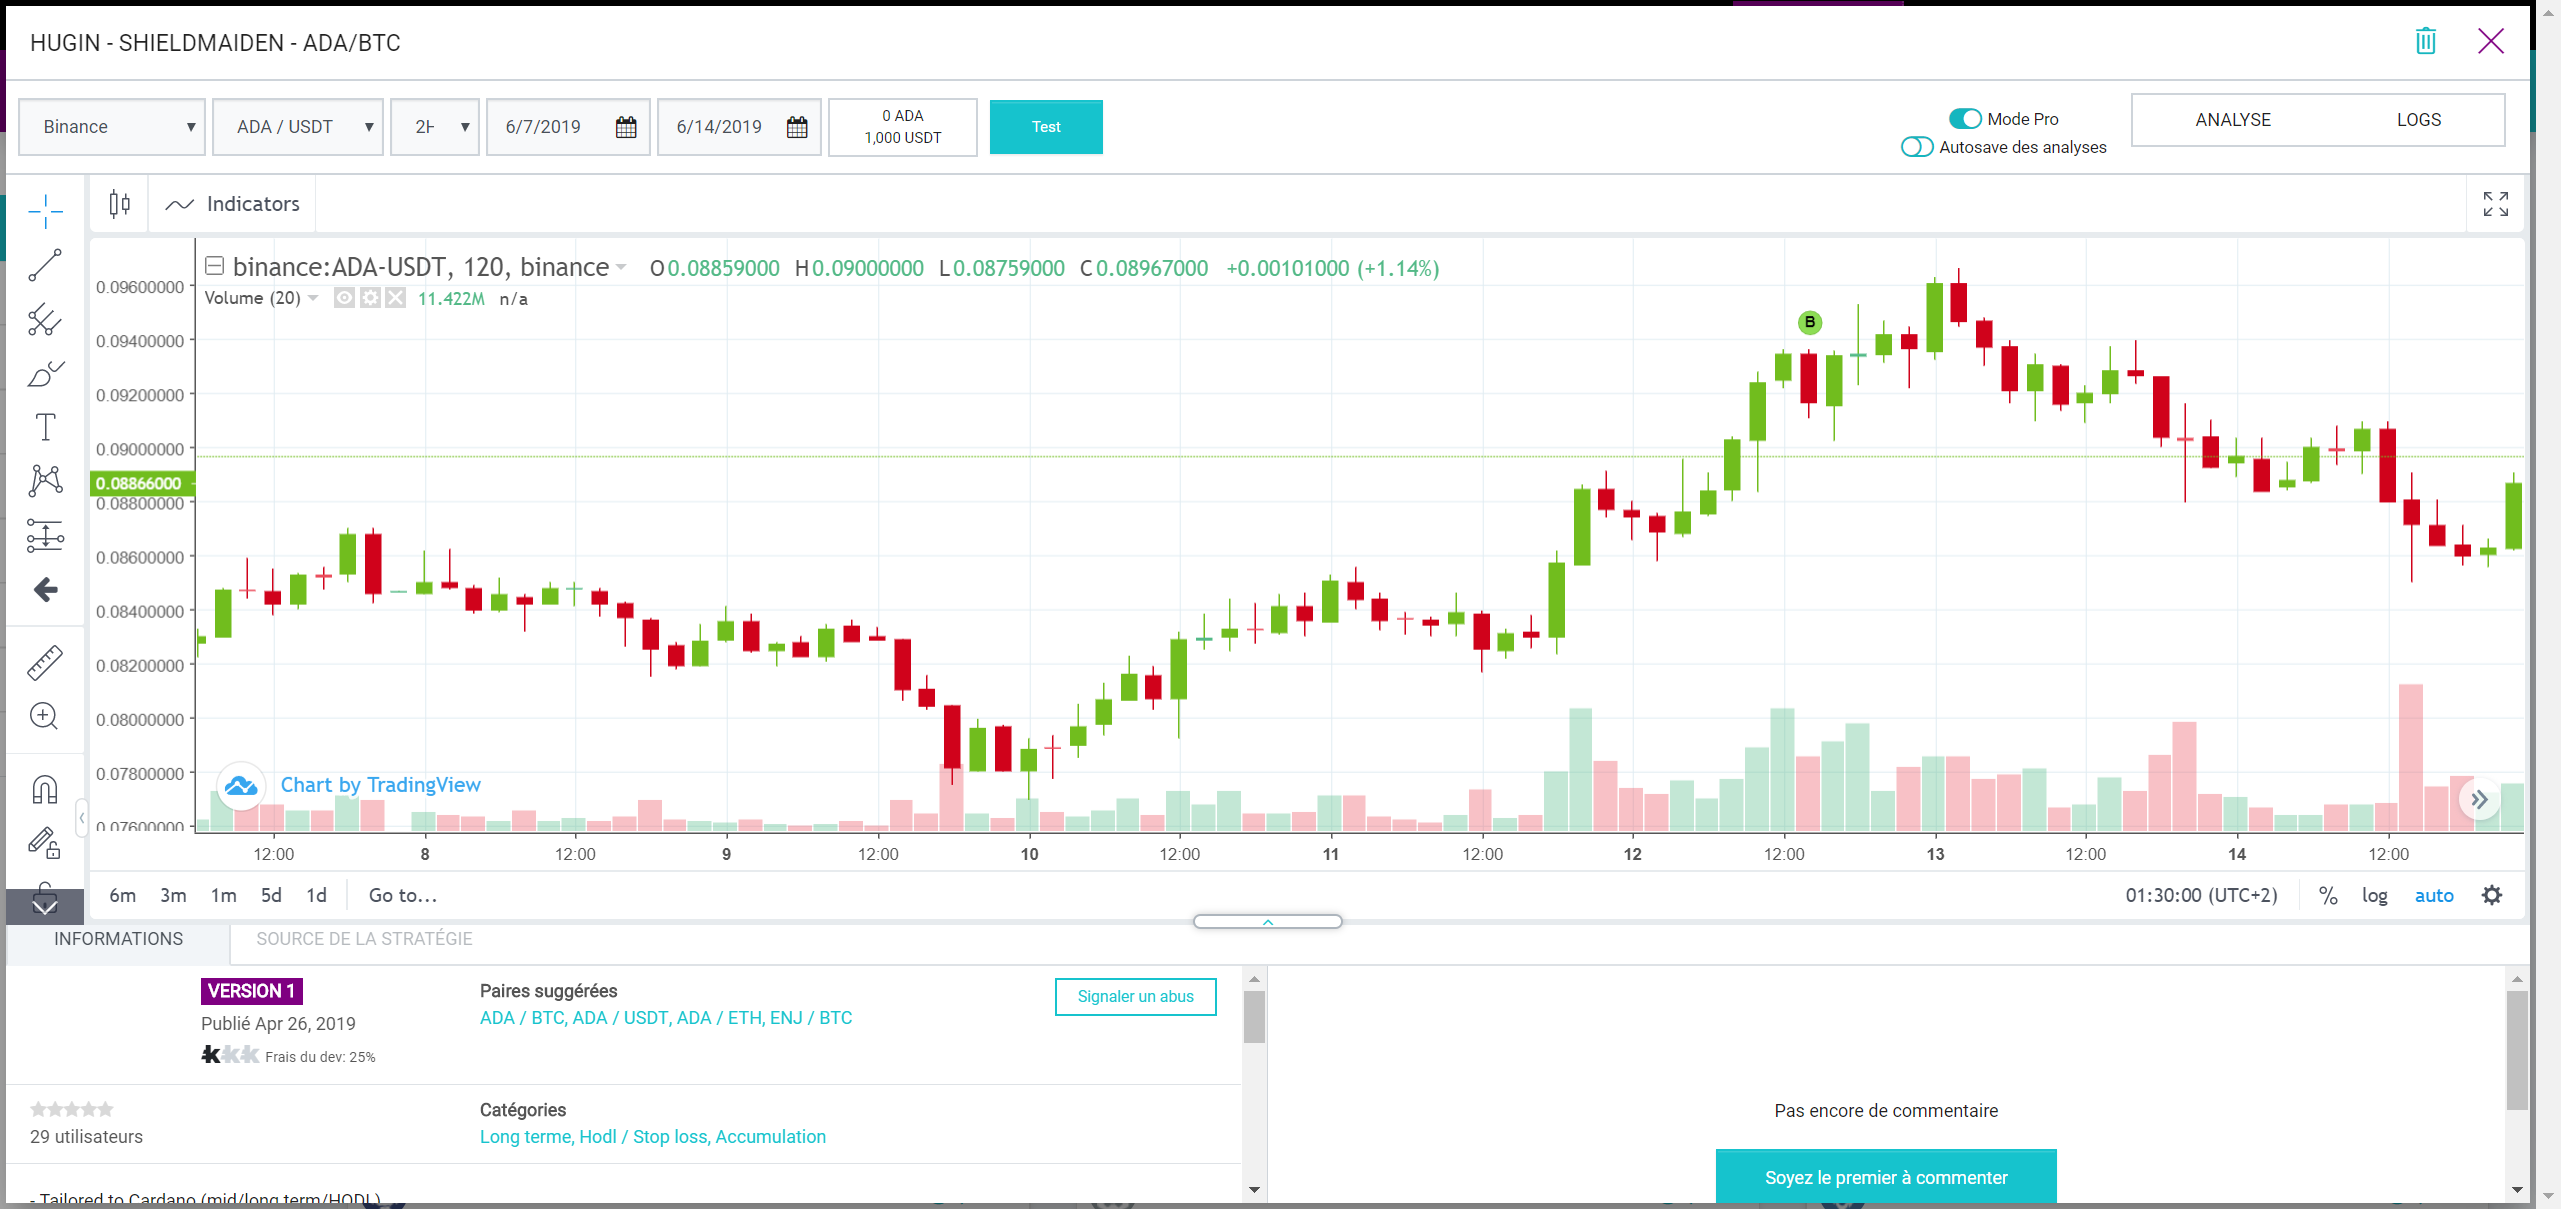 HUGIN - SHIELDMAIDEN - ADA/BTC
Binance ▼ ADA / USDT ▼ 2H ▼ 6/7/2019 6/14/2019
0 ADA
1,000 USDT
Test
Mode Pro
Autosave des analyses
ANALYSE LOGS
Indicators
binance:ADA-USDT, 120, binance O0.08859000 H0.09000000 L0.08759000 C0.08967000 +0.00101000 (+1.14%)
Volume (20) 11.422M n/a
0.09600000
0.09400000
0.09200000
0.09000000
0.08866000
0.08800000
0.08600000
0.08400000
0.08200000
0.08000000
0.07800000
0.07600000
B
Chart by TradingView
12:00 8 12:00 9 12:00 10 12:00 11 12:00 12 12:00 13 12:00 14 12:00
6m 3m 1m 5d 1d Go to... 01:30:00 (UTC+2) % log auto
INFORMATIONS SOURCE DE LA STRATÉGIE
VERSION 1
Publié Apr 26, 2019
Frais du dev: 25%
Paires suggérées
ADA / BTC, ADA / USDT, ADA / ETH, ENJ / BTC
Signaler un abus
29 utilisateurs
Catégories
Long terme, Hodl / Stop loss, Accumulation
- Tailored to Cardano (mid/long term/HODL)
Pas encore de commentaire
Soyez le premier à commenter